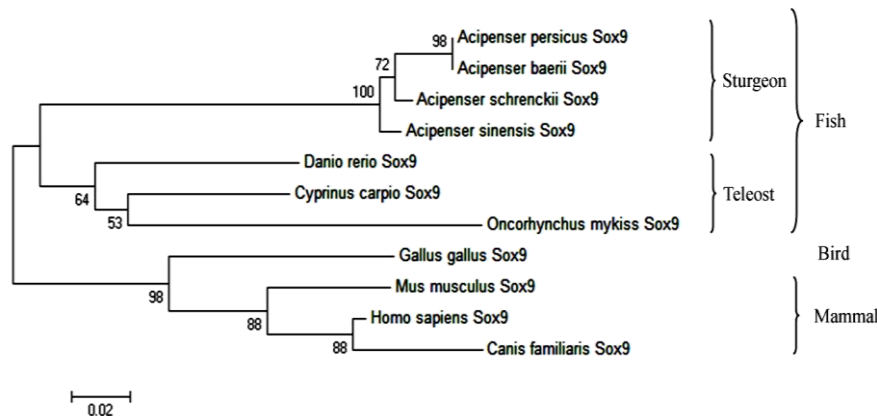 98
Acipenser persicus Sox9
72
Acipenser baerii Sox9
Sturgeon
100
Acipenser schrenckii Sox9
Fish
Acipenser sinensis Sox9
Danio rerio Sox9
64
Cyprinus carpio Sox9
Teleost
53
Oncorhynchus mykiss Sox9
Gallus gallus Sox9
Bird
98
Mus musculus Sox9
88
Homo sapiens Sox9
Mammal
88
Canis familiaris Sox9
0.02